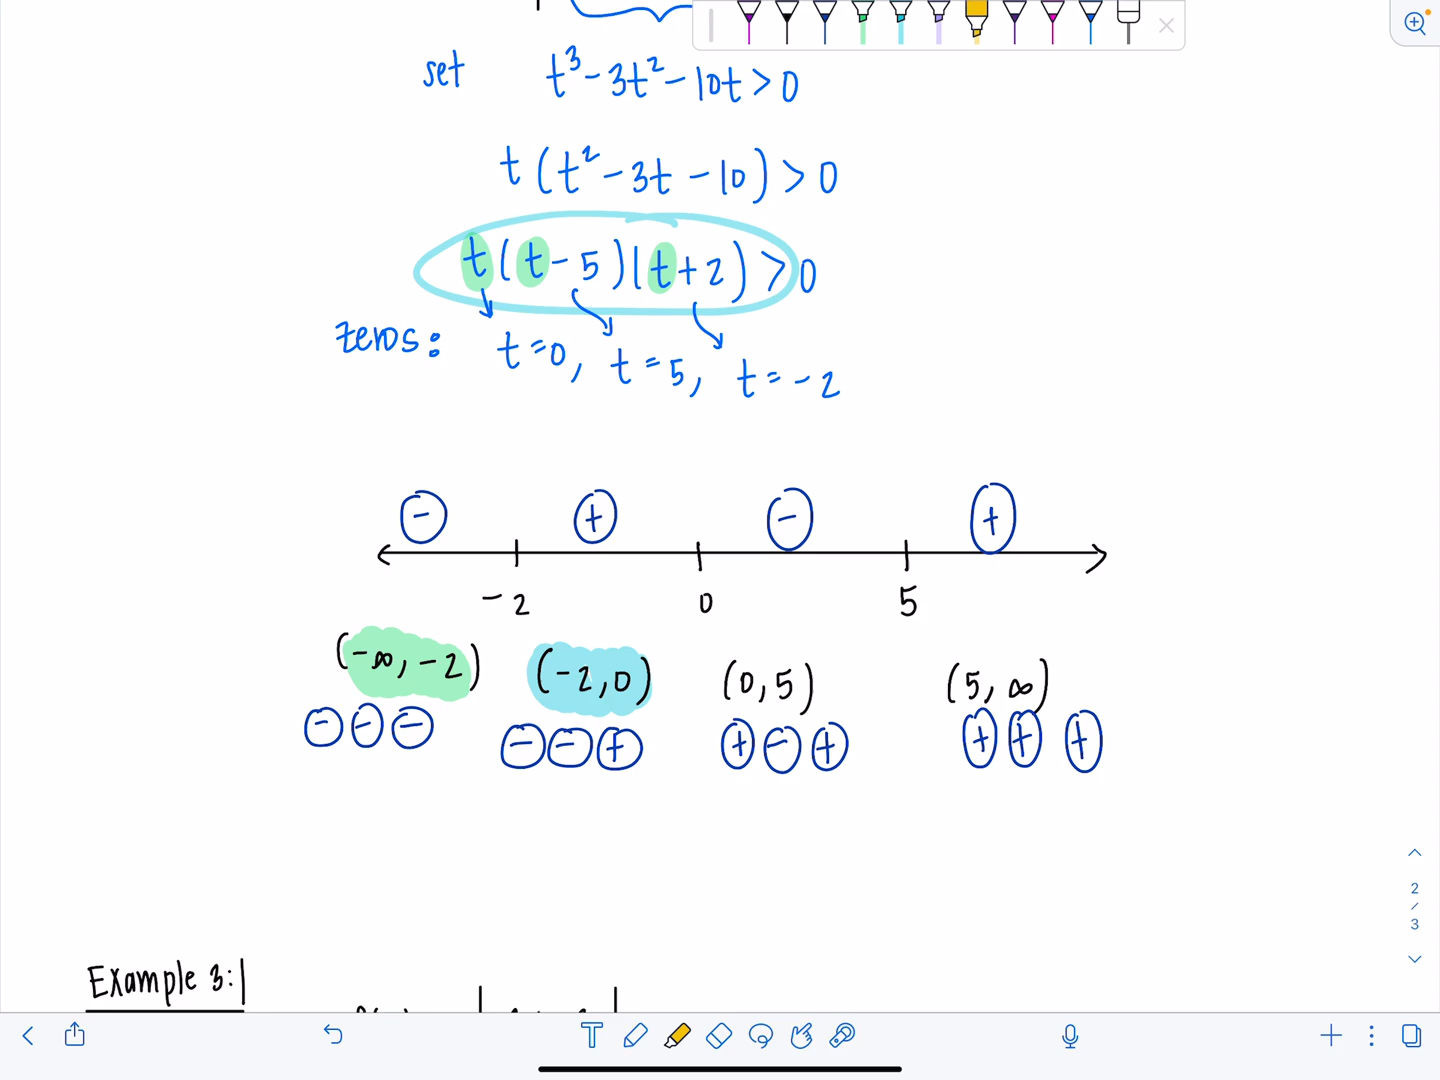 set t³-3t²-10t>0
t(t²-3t-10)>0
t(t-5)(t+2)>0
zeros: t=0, t=5, t=-2
- + - +
-2 0 5
(-∞,-2) (-2,0) (0,5) (5,∞)
- - - - - + + - + + + +
2
/
3
Example 3:
T